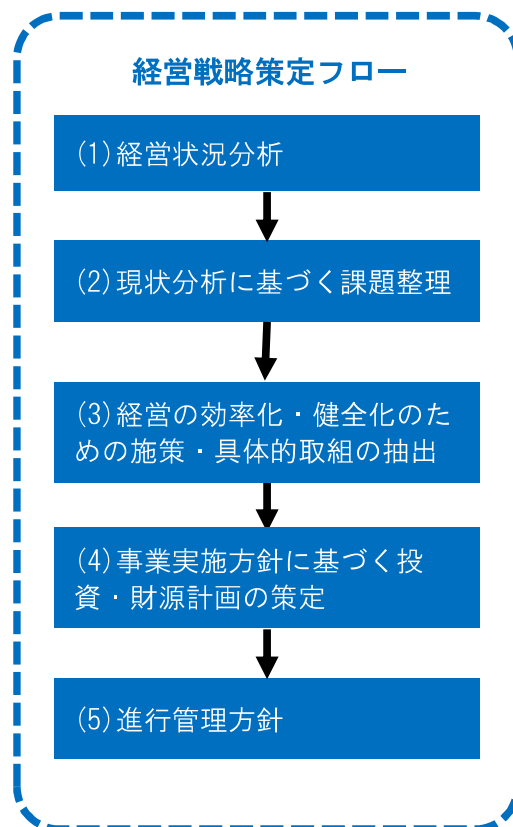 経営戦略策定フロー
(1)経営状況分析
(2)現状分析に基づく課題整理
(3)経営の効率化・健全化のた
めの施策・具体的取組の抽出
(4)事業実施方針に基づく投
資・財源計画の策定
(5)進行管理方針